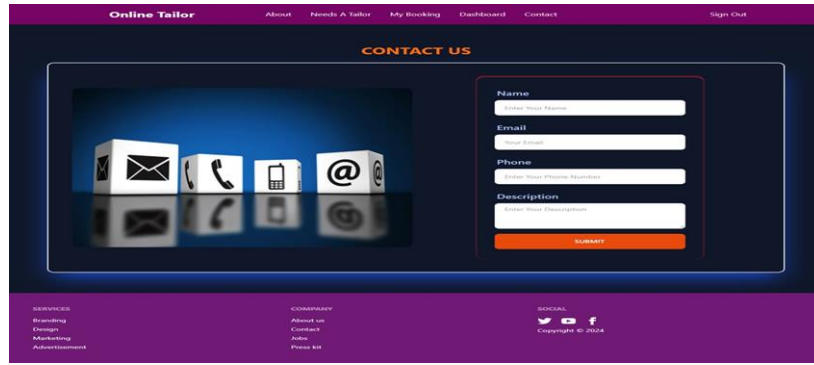 Online Tailor About Needs A Tailor My Booking Dashboard Contact Sign Out
CONTACT US
Name
Enter Your Name
Email
Your Email
Phone
Enter Your Phone Number
Description
Enter Your Description
SUBMIT
@ @
SERVICES
Branding
Design
Marketing
Advertisement
COMPANY
About us
Contact
Jobs
Press kit
SOCIAL
Copyright © 2024